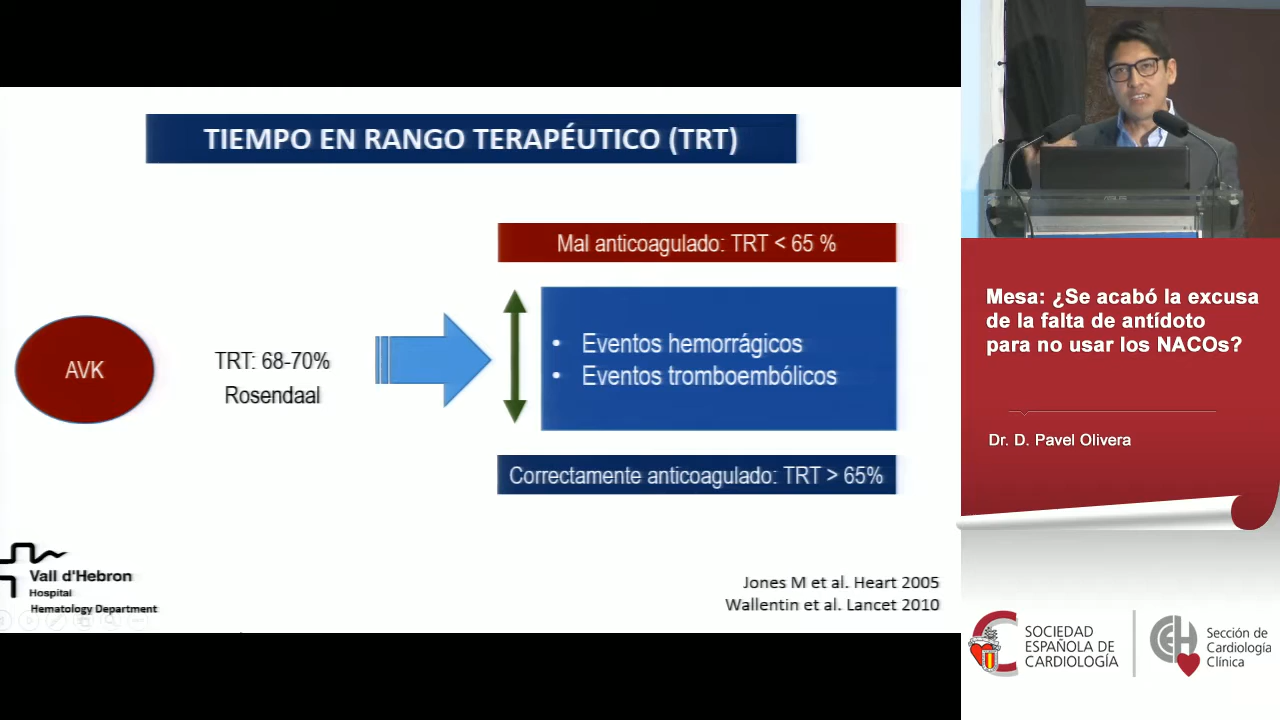 TIEMPO EN RANGO TERAPÉUTICO (TRT)
Mal anticoagulado: TRT < 65 %
AVK
TRT: 68-70%
Rosendaal
• Eventos hemorrágicos
• Eventos tromboembólicos
Correctamente anticoagulado: TRT > 65%
Vall d'Hebron
Hospital
Hematology Department
Jones M et al. Heart 2005
Wallentin et al. Lancet 2010
Mesa: ¿Se acabó la excusa
de la falta de antídoto
para no usar los NACOs?
Dr. D. Pavel Olivera
SOCIEDAD
ESPAÑOLA DE
CARDIOLOGÍA
Sección de
Cardiología
Clínica